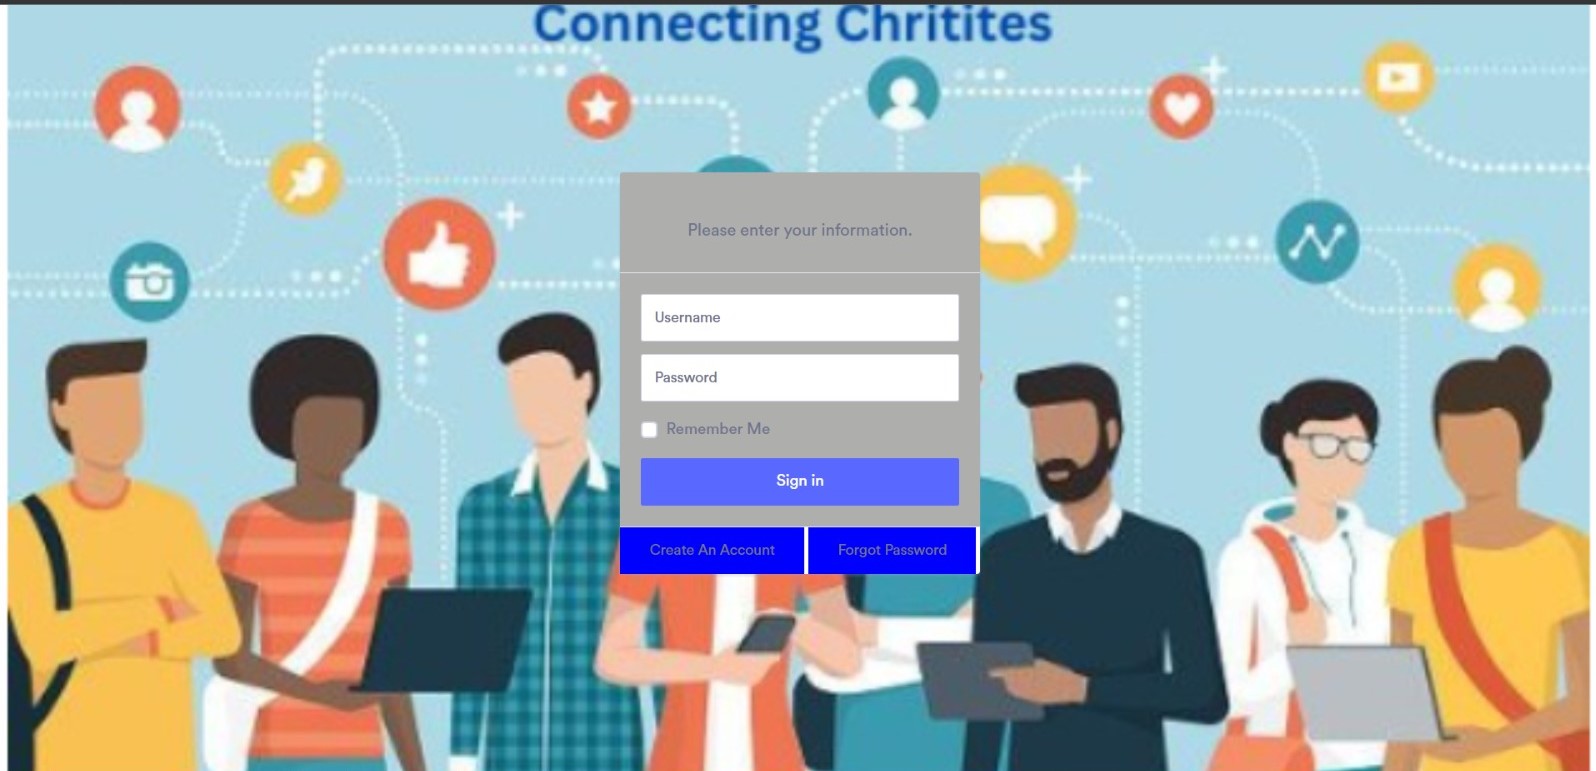 Connecting Chritites
Please enter your information.
Username
Password
Remember Me
Sign in
Create An Account
Forgot Password